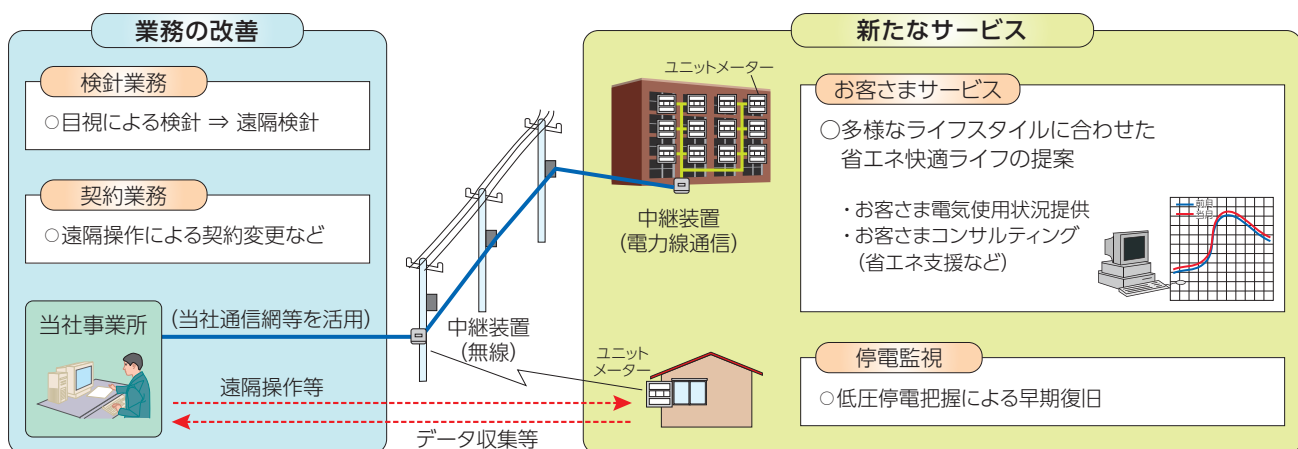 業務の改善
検針業務
○目視による検針 ⇒ 遠隔検針
契約業務
○遠隔操作による契約変更など
当社事業所
(当社通信網等を活用)
中継装置
(無線)
遠隔操作等
データ収集等
新たなサービス
ユニットメーター
中継装置
(電力線通信)
ユニット
メーター
お客さまサービス
○多様なライフスタイルに合わせた
省エネ快適ライフの提案
・お客さま電気使用状況提供
・お客さまコンサルティング
(省エネ支援など)
前月
当月
停電監視
○低圧停電把握による早期復旧